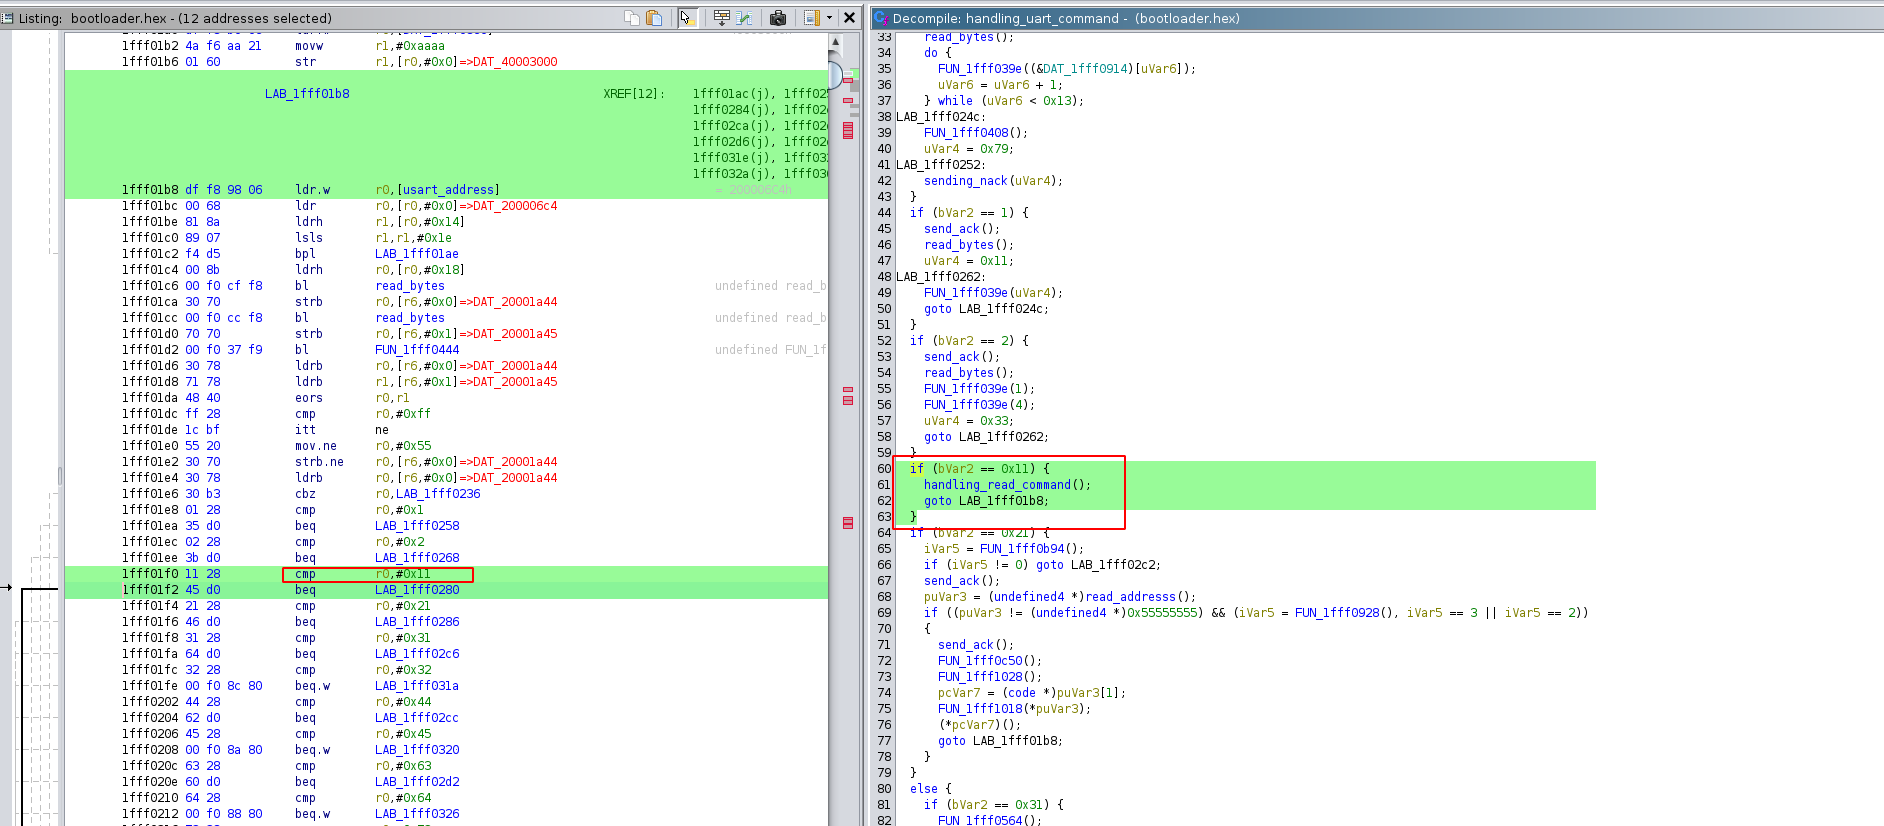 Listing: bootloader.hex - (12 addresses selected)
1fff01b2 4a f6 aa 21 movw r1,#0xaaaa
1fff01b6 01 60 str r1,[r0,#0x0]=>DAT_40003000
LAB_1fff01b8 XREF[12]: 1fff01ac(j), 1fff02
1fff0284(j), 1fff02
1fff02ca(j), 1fff02
1fff02d6(j), 1fff02
1fff031e(j), 1fff03
1fff032a(j), 1fff03
1fff01b8 df f8 98 06 ldr.w r0,[usart_address] = 200006C4h
1fff01bc 00 68 ldr r0,[r0,#0x0]=>DAT_200006c4
1fff01be 81 8a ldrh r1,[r0,#0x14]
1fff01c0 89 07 lsls r1,r1,#0x1e
1fff01c2 f4 d5 bpl LAB_1fff01ae
1fff01c4 00 8b ldrh r0,[r0,#0x18]
1fff01c6 00 f0 cf f8 bl read_bytes undefined read_b
1fff01ca 30 70 strb r0,[r6,#0x0]=>DAT_20001a44
1fff01cc 00 f0 cc f8 bl read_bytes undefined read_b
1fff01d0 70 70 strb r0,[r6,#0x1]=>DAT_20001a45
1fff01d2 00 f0 37 f9 bl FUN_1fff0444 undefined FUN_1f
1fff01d6 30 78 ldrb r0,[r6,#0x0]=>DAT_20001a44
1fff01d8 71 78 ldrb r1,[r6,#0x1]=>DAT_20001a45
1fff01da 48 40 eors r0,r1
1fff01dc ff 28 cmp r0,#0xff
1fff01de 1c bf itt ne
1fff01e0 55 20 mov.ne r0,#0x55
1fff01e2 30 70 strb.ne r0,[r6,#0x0]=>DAT_20001a44
1fff01e4 30 78 ldrb r0,[r6,#0x0]=>DAT_20001a44
1fff01e6 30 b3 cbz r0,LAB_1fff0236
1fff01e8 01 28 cmp r0,#0x1
1fff01ea 35 d0 beq LAB_1fff0258
1fff01ec 02 28 cmp r0,#0x2
1fff01ee 3b d0 beq LAB_1fff0268
1fff01f0 11 28 cmp r0,#0x11
1fff01f2 45 d0 beq LAB_1fff0280
1fff01f4 21 28 cmp r0,#0x21
1fff01f6 46 d0 beq LAB_1fff0286
1fff01f8 31 28 cmp r0,#0x31
1fff01fa 64 d0 beq LAB_1fff02c6
1fff01fc 32 28 cmp r0,#0x32
1fff01fe 00 f0 8c 80 beq.w LAB_1fff031a
1fff0202 44 28 cmp r0,#0x44
1fff0204 62 d0 beq LAB_1fff02cc
1fff0206 45 28 cmp r0,#0x45
1fff0208 00 f0 8a 80 beq.w LAB_1fff0320
1fff020c 63 28 cmp r0,#0x63
1fff020e 60 d0 beq LAB_1fff02d2
1fff0210 64 28 cmp r0,#0x64
1fff0212 00 f0 88 80 beq.w LAB_1fff0326
Decompile: handling_uart_command - (bootloader.hex)
33 read_bytes();
34 do {
35 FUN_1fff039e((&DAT_1fff0914)[uVar6]);
36 uVar6 = uVar6 + 1;
37 } while (uVar6 < 0x13);
38 LAB_1fff024c:
39 FUN_1fff0408();
40 uVar4 = 0x79;
41 LAB_1fff0252:
42 sending_nack(uVar4);
43 }
44 if (bVar2 == 1) {
45 send_ack();
46 read_bytes();
47 uVar4 = 0x11;
48 LAB_1fff0262:
49 FUN_1fff039e(uVar4);
50 goto LAB_1fff024c;
51 }
52 if (bVar2 == 2) {
53 send_ack();
54 read_bytes();
55 FUN_1fff039e(1);
56 FUN_1fff039e(4);
57 uVar4 = 0x33;
58 goto LAB_1fff0262;
59 }
60 if (bVar2 == 0x11) {
61 handling_read_command();
62 goto LAB_1fff01b8;
63 }
64 if (bVar2 == 0x21) {
65 iVar5 = FUN_1fff0b94();
66 if (iVar5 != 0) goto LAB_1fff02c2;
67 send_ack();
68 puVar3 = (undefined4 *)read_adresss();
69 if ((puVar3 != (undefined4 *)0x55555555) && (iVar5 = FUN_1fff0928(), iVar5 == 3 || iVar5 == 2))
70 {
71 send_ack();
72 FUN_1fff0c50();
73 FUN_1fff1028();
74 pcVar7 = (code *)puVar3[1];
75 FUN_1fff1018(*puVar3);
76 (*pcVar7)();
77 goto LAB_1fff01b8;
78 }
79 }
80 else {
81 if (bVar2 == 0x31) {
82 FUN_1fff0564();